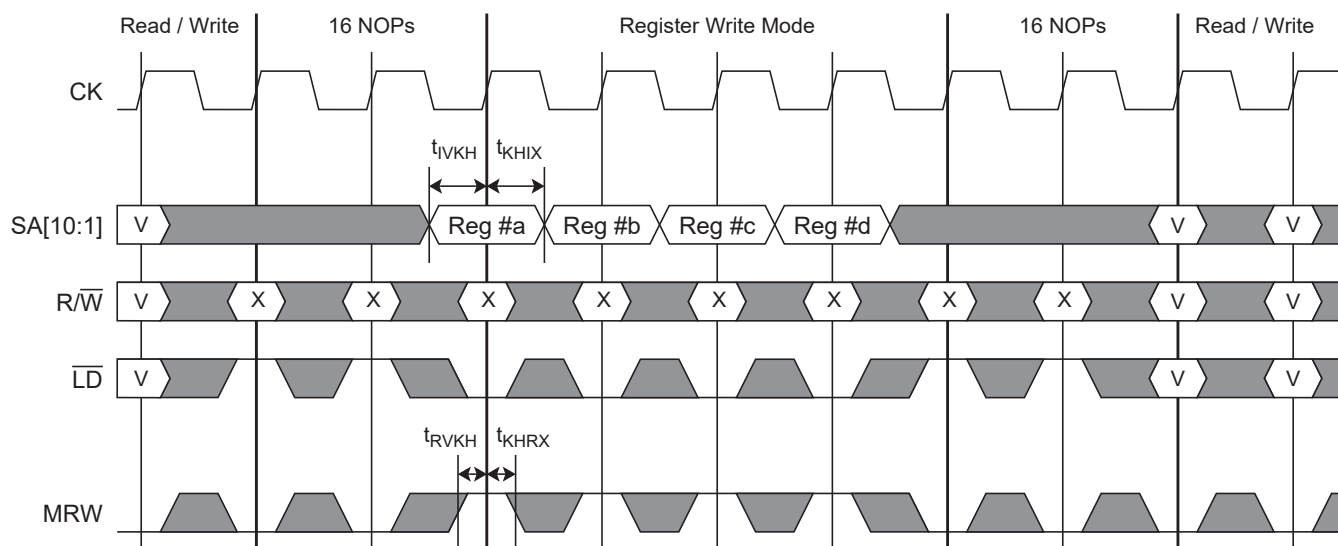 Read / Write 16 NOPs Register Write Mode 16 NOPs Read / Write
CK
tIVKH tKHIX
SA[10:1] V Reg #a Reg #b Reg #c Reg #d V V
R/W̅ V X X X X X X X X V V
L̅D̅ V V V
tRVKH tKHRX
MRW